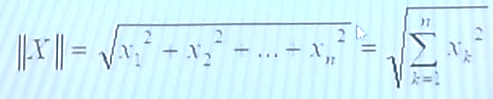 ‖X‖ = √(x₁² + x₂² + ... + xₙ²) = √(∑ₖ₌₁ⁿ xₖ²)